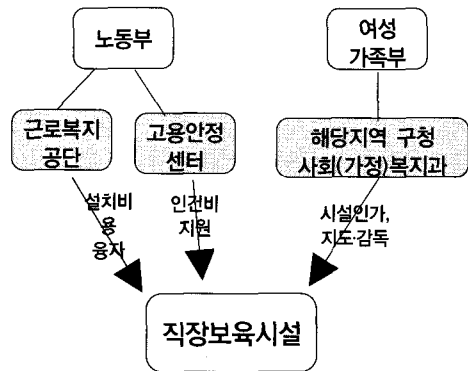 노동부
여성
가족부
근로복지
공단
고용안정
센터
해당지역 구청
사회(가정)복지과
설치비
용
융자
인건비
지원
시설인가,
지도·감독
직장보육시설